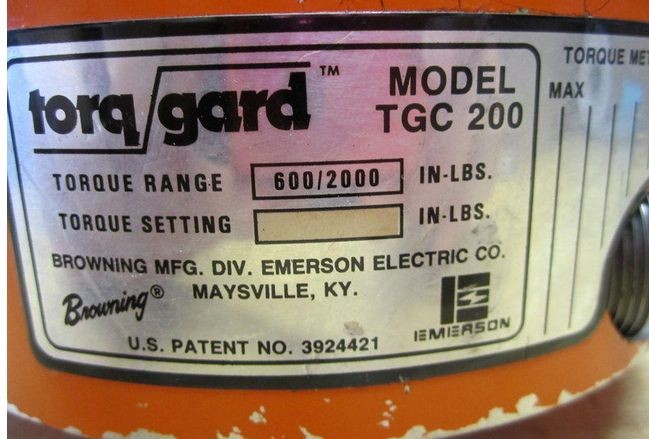 torq/gard™
MODEL
TGC 200
TORQUE RANGE 600/2000 IN-LBS.
TORQUE SETTING IN-LBS.
BROWNING MFG. DIV. EMERSON ELECTRIC CO.
Browning® MAYSVILLE, KY.
EMERSON
U.S. PATENT NO. 3924421
TORQUE
MAX